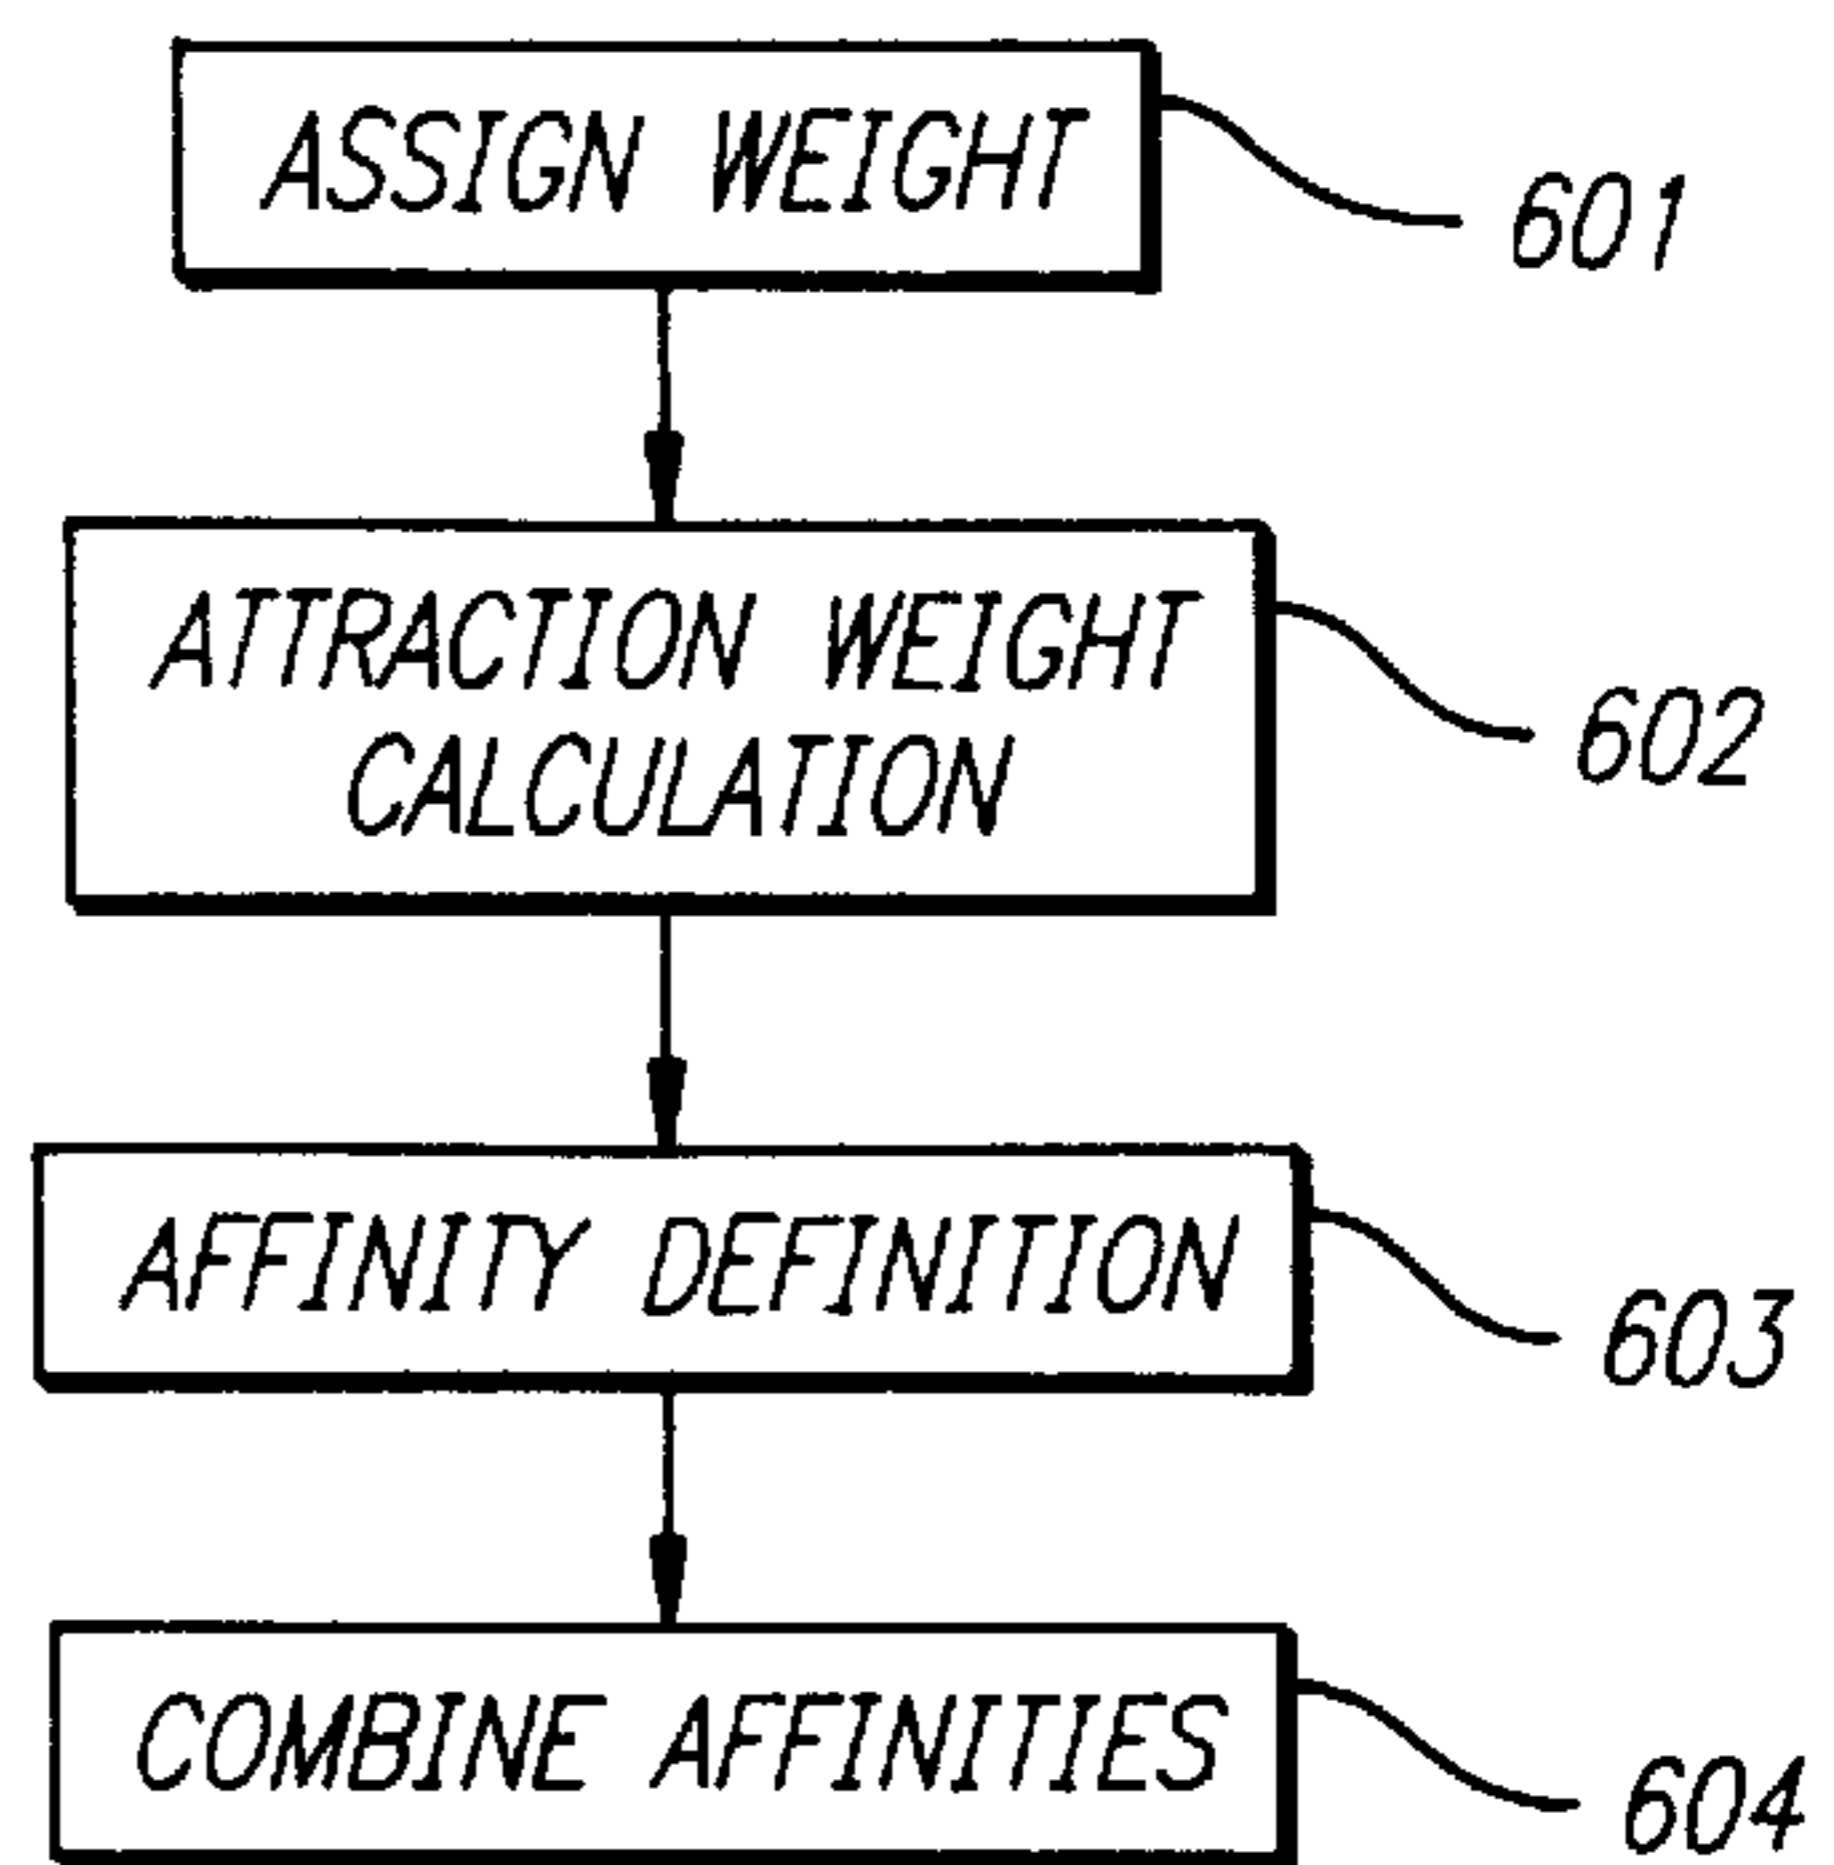 ASSIGN WEIGHT
601
ATTRACTION WEIGHT
CALCULATION
602
AFFINITY DEFINITION
603
COMBINE AFFINITIES
604